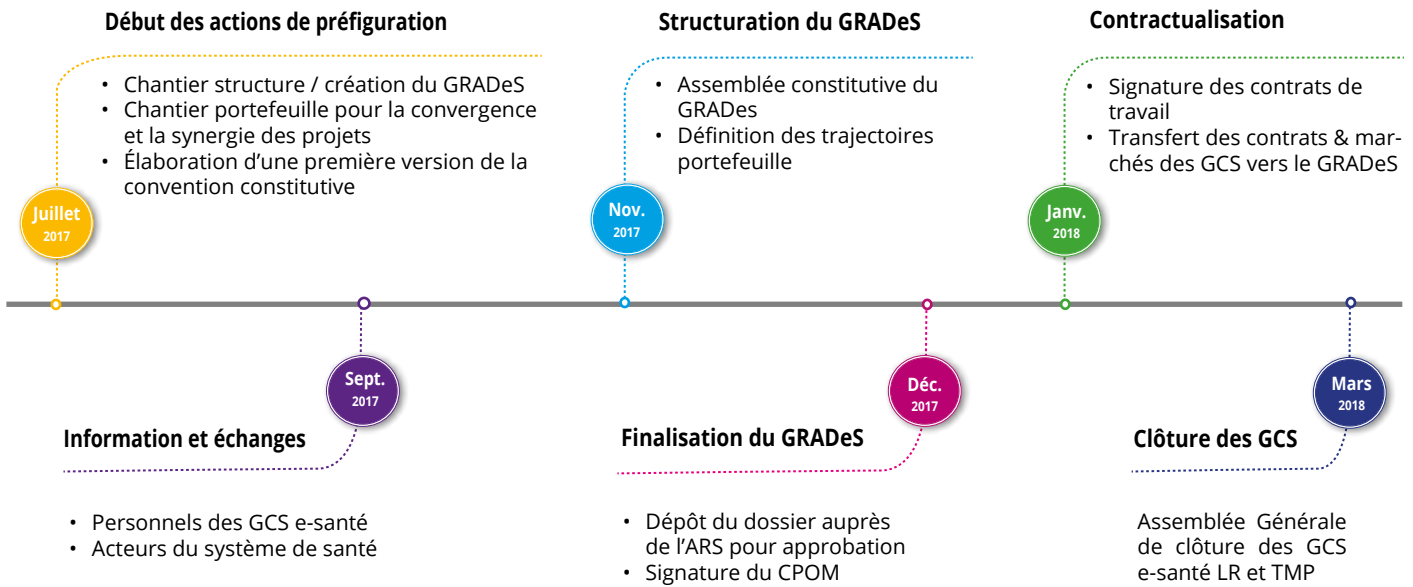 Début des actions de préfiguration
• Chantier structure / création du GRADeS
• Chantier portefeuille pour la convergence
et la synergie des projets
• Élaboration d’une première version de la
convention constitutive
Juillet
2017
Structuration du GRADeS
• Assemblée constitutive du
GRADes
• Définition des trajectoires
portefeuille
Nov.
2017
Contractualisation
• Signature des contrats de
travail
• Transfert des contrats & mar-
chés des GCS vers le GRADeS
Janv.
2018
Sept.
2017
Information et échanges
• Personnels des GCS e-santé
• Acteurs du système de santé
Déc.
2017
Finalisation du GRADeS
• Dépôt du dossier auprès
de l’ARS pour approbation
• Signature du CPOM
Mars
2018
Clôture des GCS
Assemblée Générale
de clôture des GCS
e-santé LR et TMP